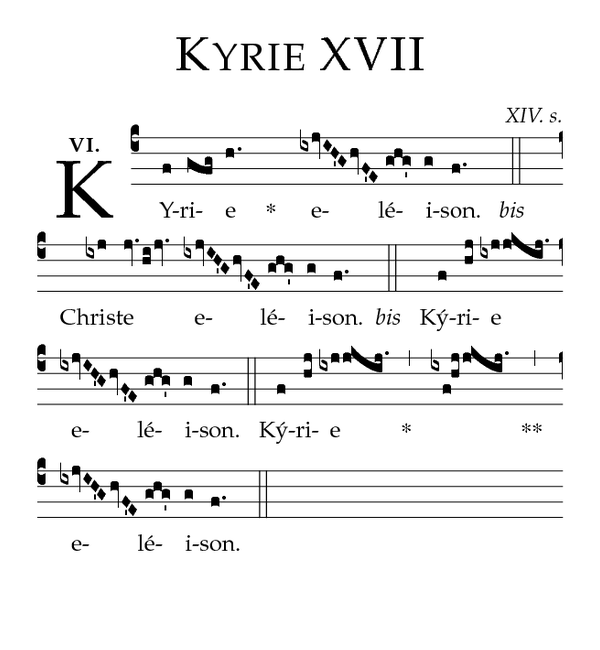 KYRIE XVII
XIV. s.
VI.
KY-ri- e * e- lé- i-son. bis
Christe e- lé- i-son. bis Ký-ri- e
e- lé- i-son. Ký-ri- e * **
e- lé- i-son.